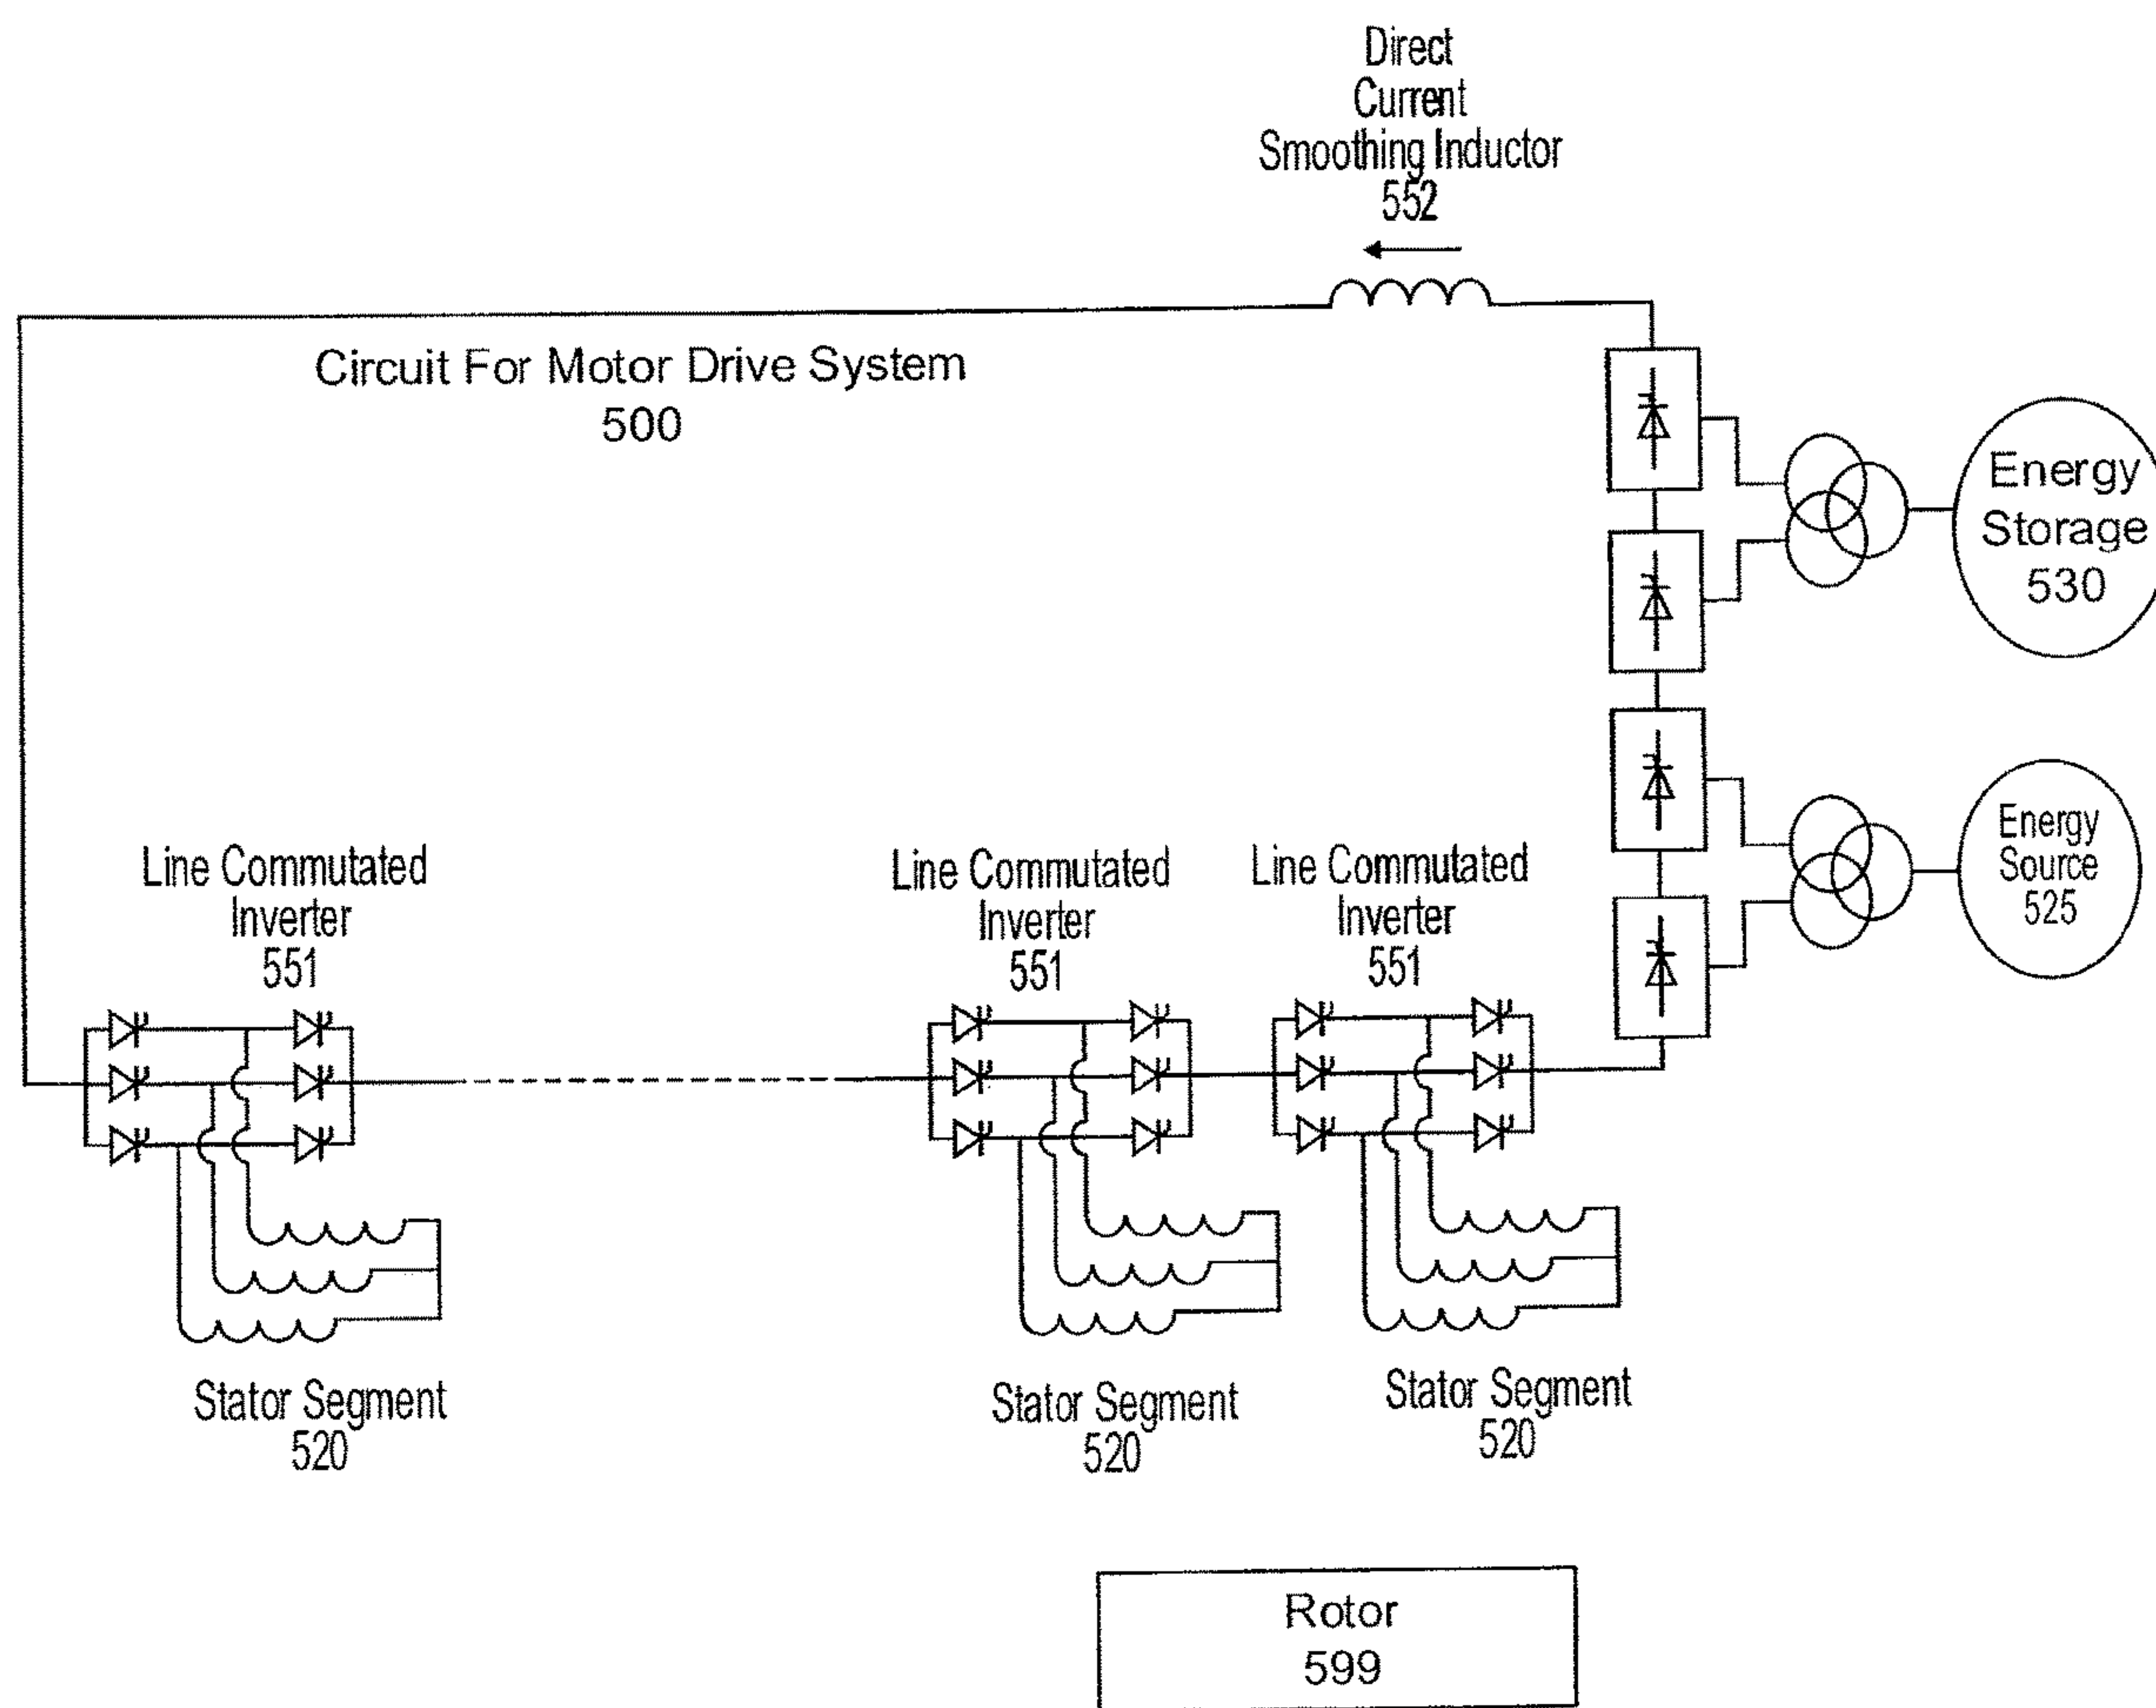 Direct
Current
Smoothing Inductor
552
Circuit For Motor Drive System
500
Energy
Storage
530
Energy
Source
525
Line Commutated
Inverter
551
Line Commutated
Inverter
551
Line Commutated
Inverter
551
Stator Segment
520
Stator Segment
520
Stator Segment
520
Rotor
599